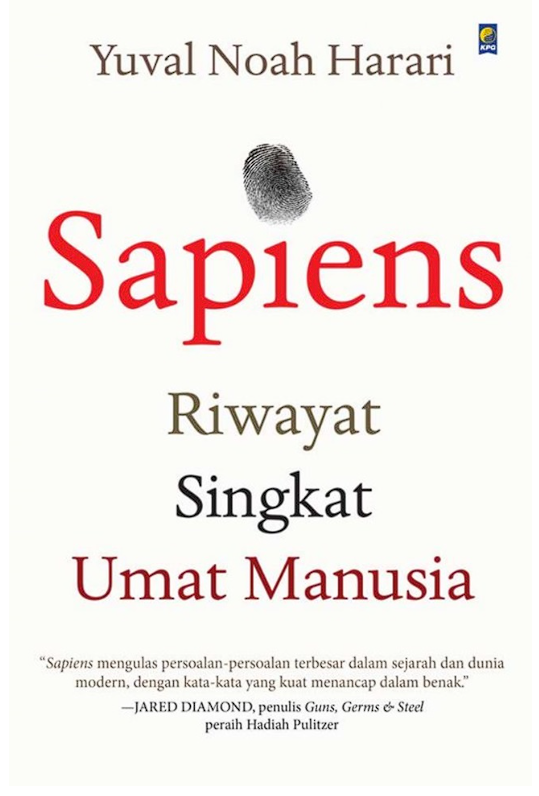 Yuval Noah Harari
KPG
Sapiens
Riwayat
Singkat
Umat Manusia
“Sapiens mengulas persoalan-persoalan terbesar dalam sejarah dan dunia
modern, dengan kata-kata yang kuat menancap dalam benak.”
—JARED DIAMOND, penulis Guns, Germs & Steel
peraih Hadiah Pulitzer